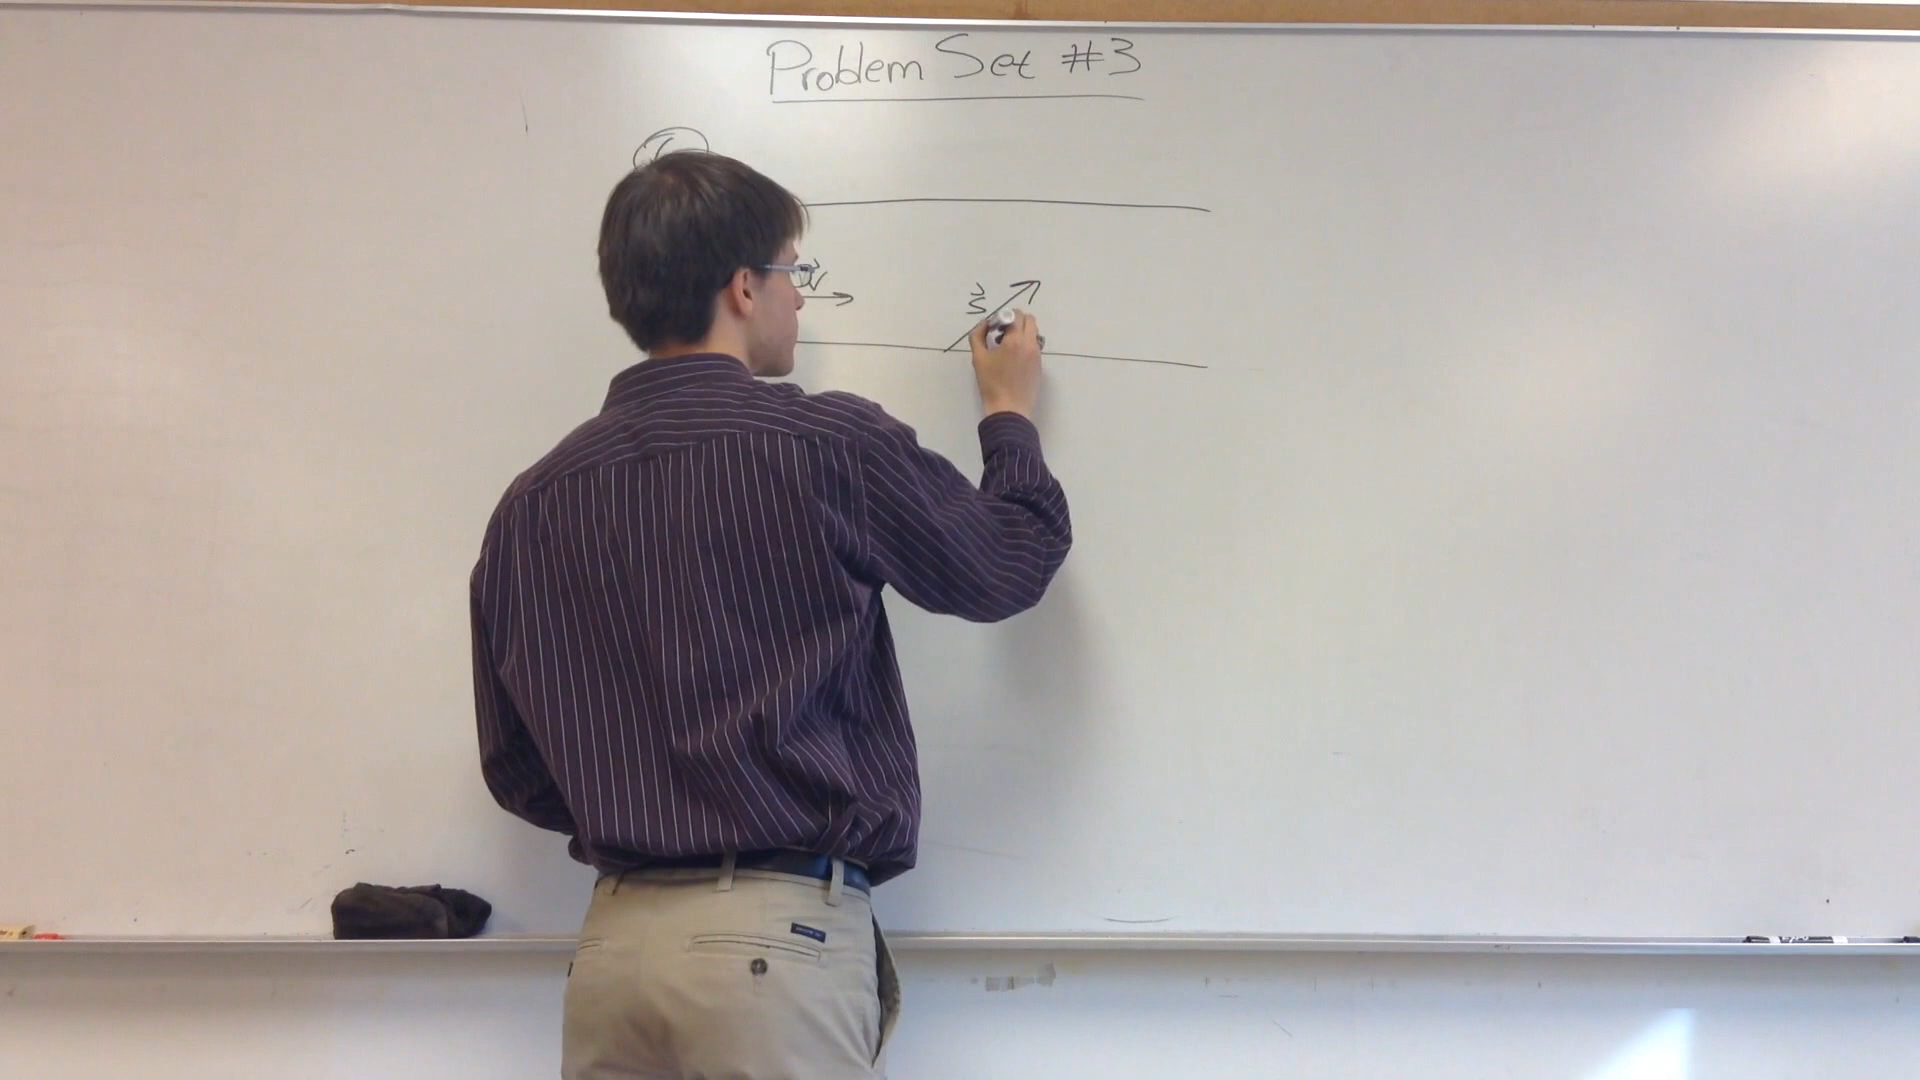 Problem Set #3
v⃗
s⃗